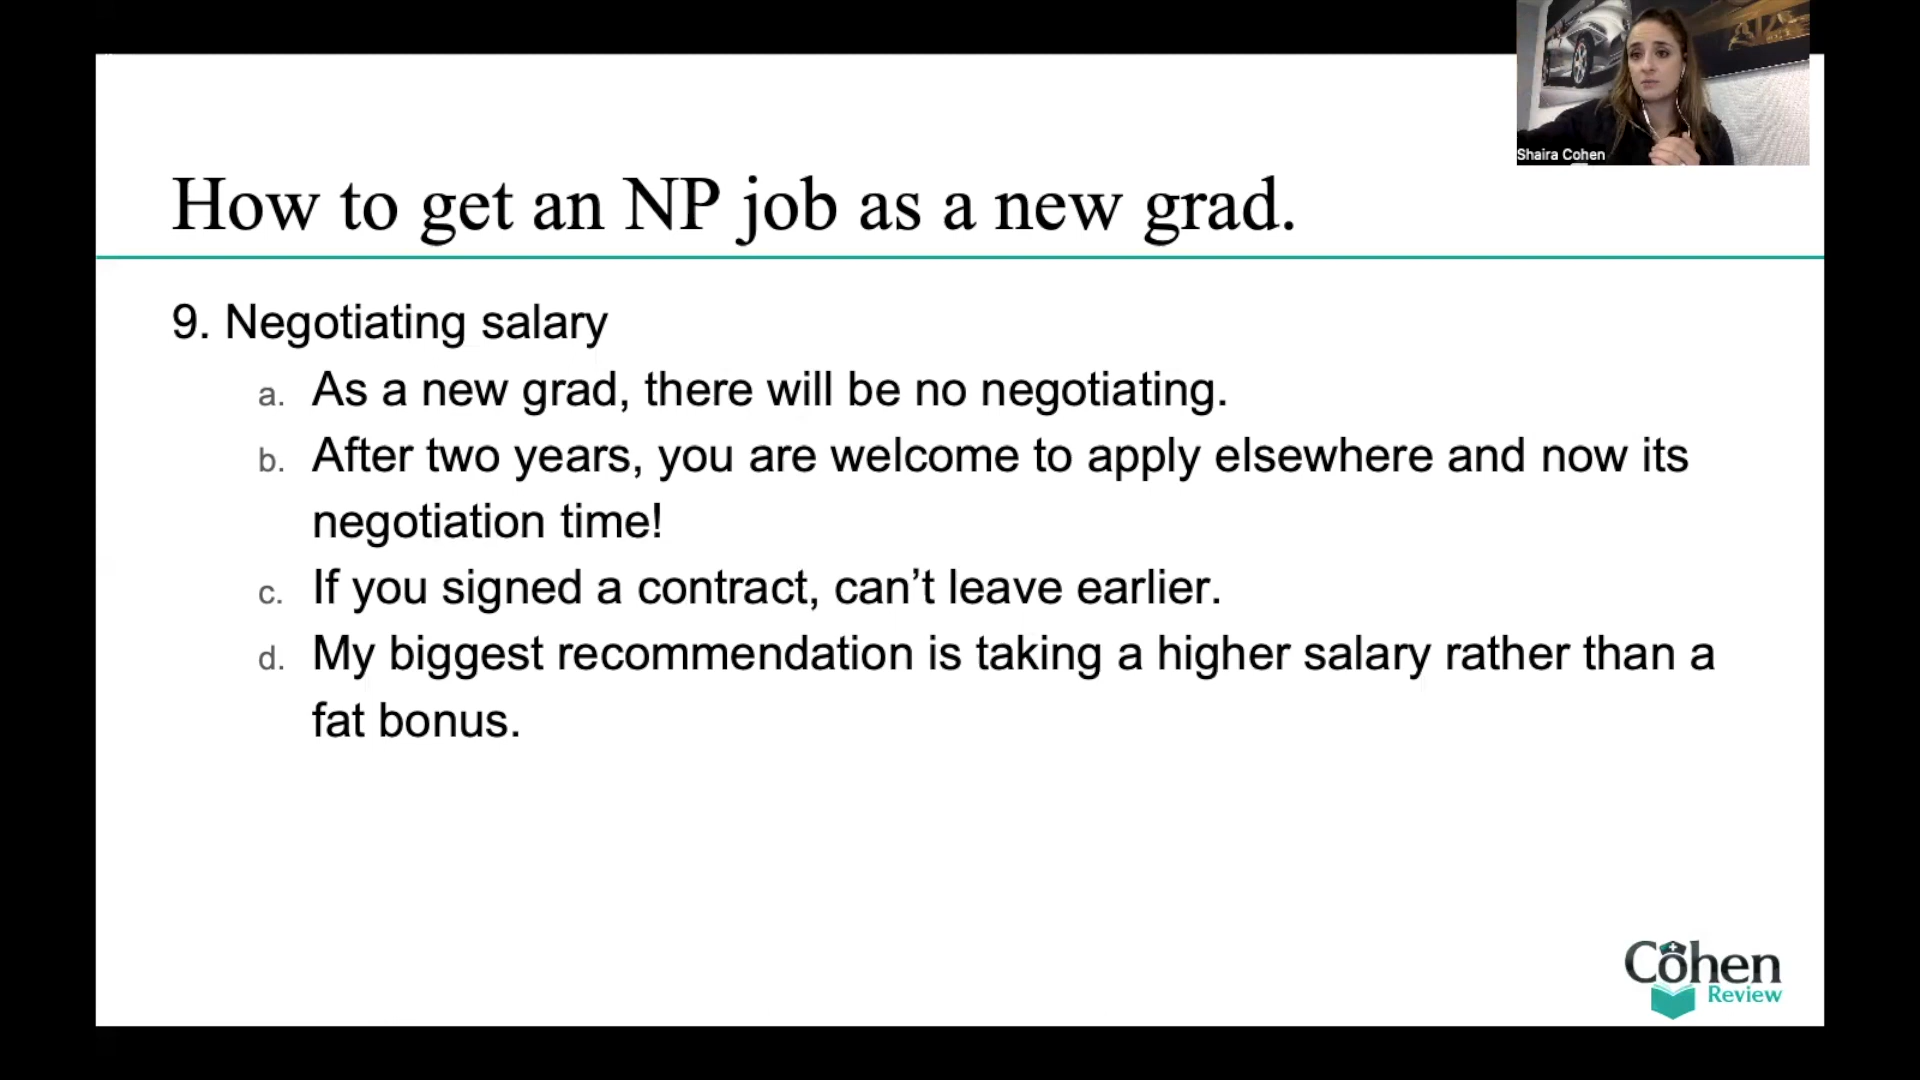 Shaira Cohen
How to get an NP job as a new grad.
9. Negotiating salary
a. As a new grad, there will be no negotiating.
b. After two years, you are welcome to apply elsewhere and now its
negotiation time!
c. If you signed a contract, can’t leave earlier.
d. My biggest recommendation is taking a higher salary rather than a
fat bonus.
Cohen
Review